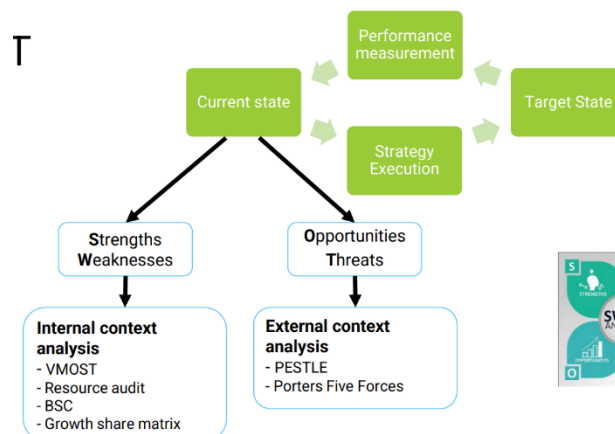 T
Performance
measurement
Current state
Target State
Strategy
Execution
Strengths
Weaknesses
Opportunities
Threats
Internal context
analysis
- VMOST
- Resource audit
- BSC
- Growth share matrix
External context
analysis
- PESTLE
- Porters Five Forces
S
STRENGTHS
OPPORTUNITIES
O